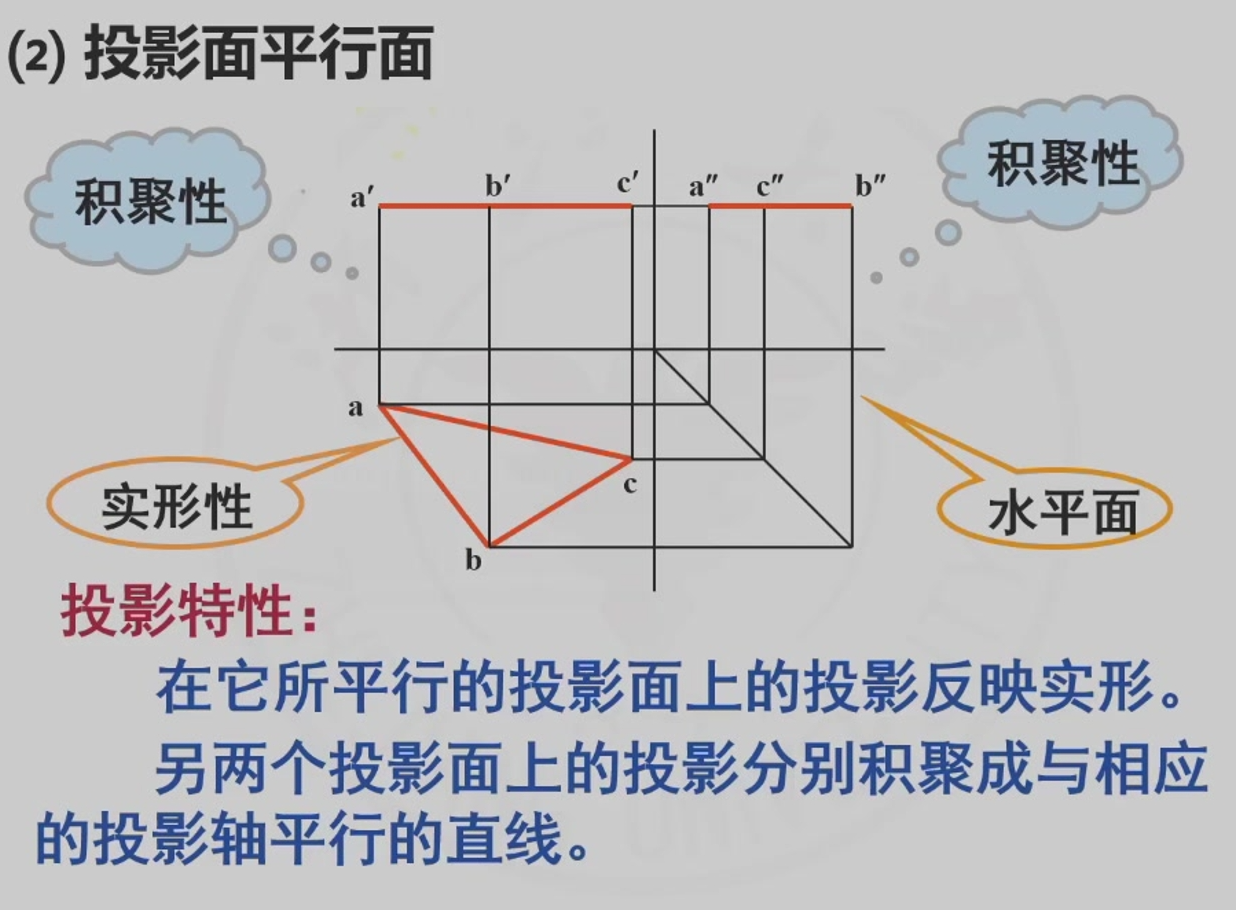 (2) 投影面平行面
积聚性
积聚性
a′ b′ c′ a″ c″ b″
a
c
b
实形性
水平面
投影特性：
在它所平行的投影面上的投影反映实形。
另两个投影面上的投影分别积聚成与相应
的投影轴平行的直线。